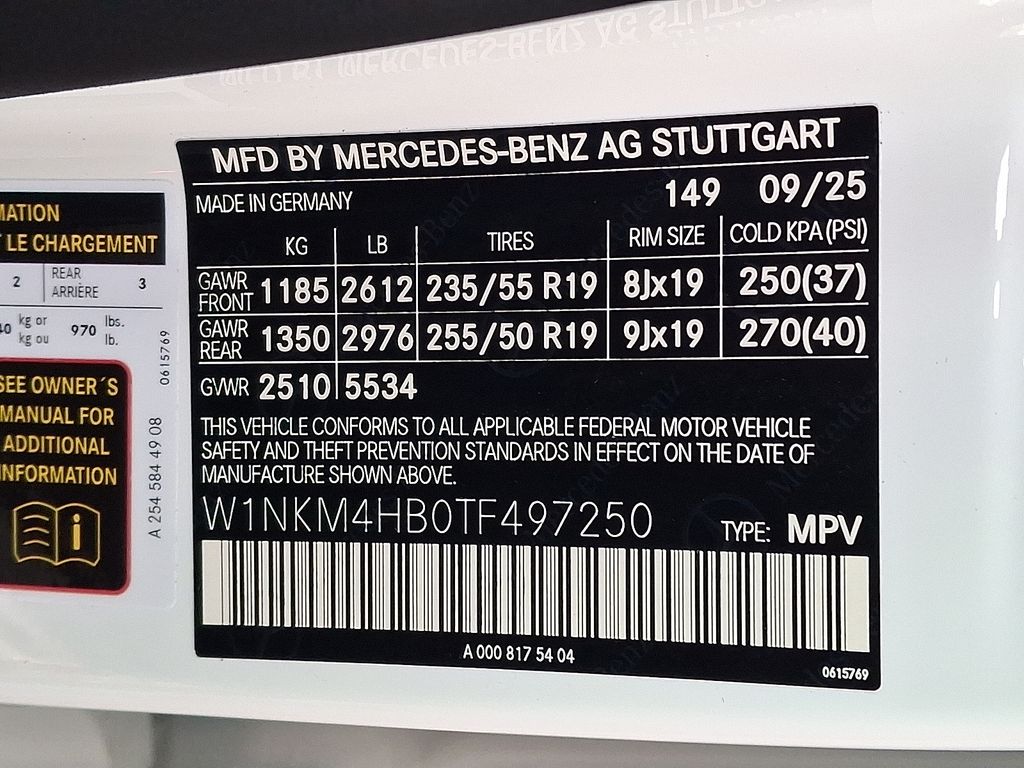 MFD BY MERCEDES-BENZ AG STUTTGART
MADE IN GERMANY 149 09/25
KG LB TIRES RIM SIZE COLD KPA (PSI)
GAWR FRONT 1185 2612 235/55 R19 8Jx19 250(37)
GAWR REAR 1350 2976 255/50 R19 9Jx19 270(40)
GVWR 2510 5534
THIS VEHICLE CONFORMS TO ALL APPLICABLE FEDERAL MOTOR VEHICLE
SAFETY AND THEFT PREVENTION STANDARDS IN EFFECT ON THE DATE OF
MANUFACTURE SHOWN ABOVE.
W1NKM4HB0TF497250 TYPE: MPV
A 000 817 54 04
0615769
LE CHARGEMENT
2 REAR ARRIÈRE 3
kg or
kg ou 970 lbs.
lb.
SEE OWNER´S
MANUAL FOR
ADDITIONAL
INFORMATION
0615769
A 254 584 49 08